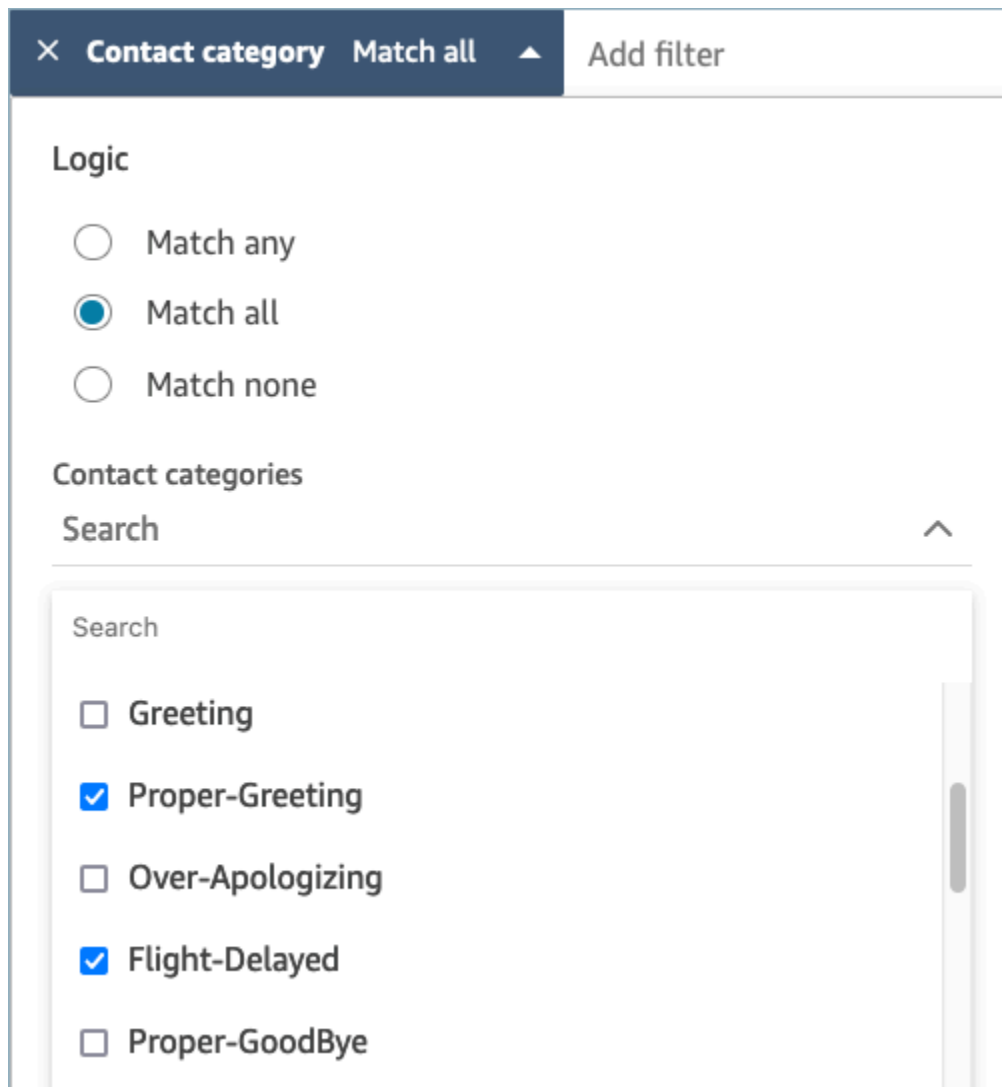 Contact category Match all Add filter
Logic
Match any
Match all
Match none
Contact categories
Search
Search
Greeting
Proper-Greeting
Over-Apologizing
Flight-Delayed
Proper-GoodBye